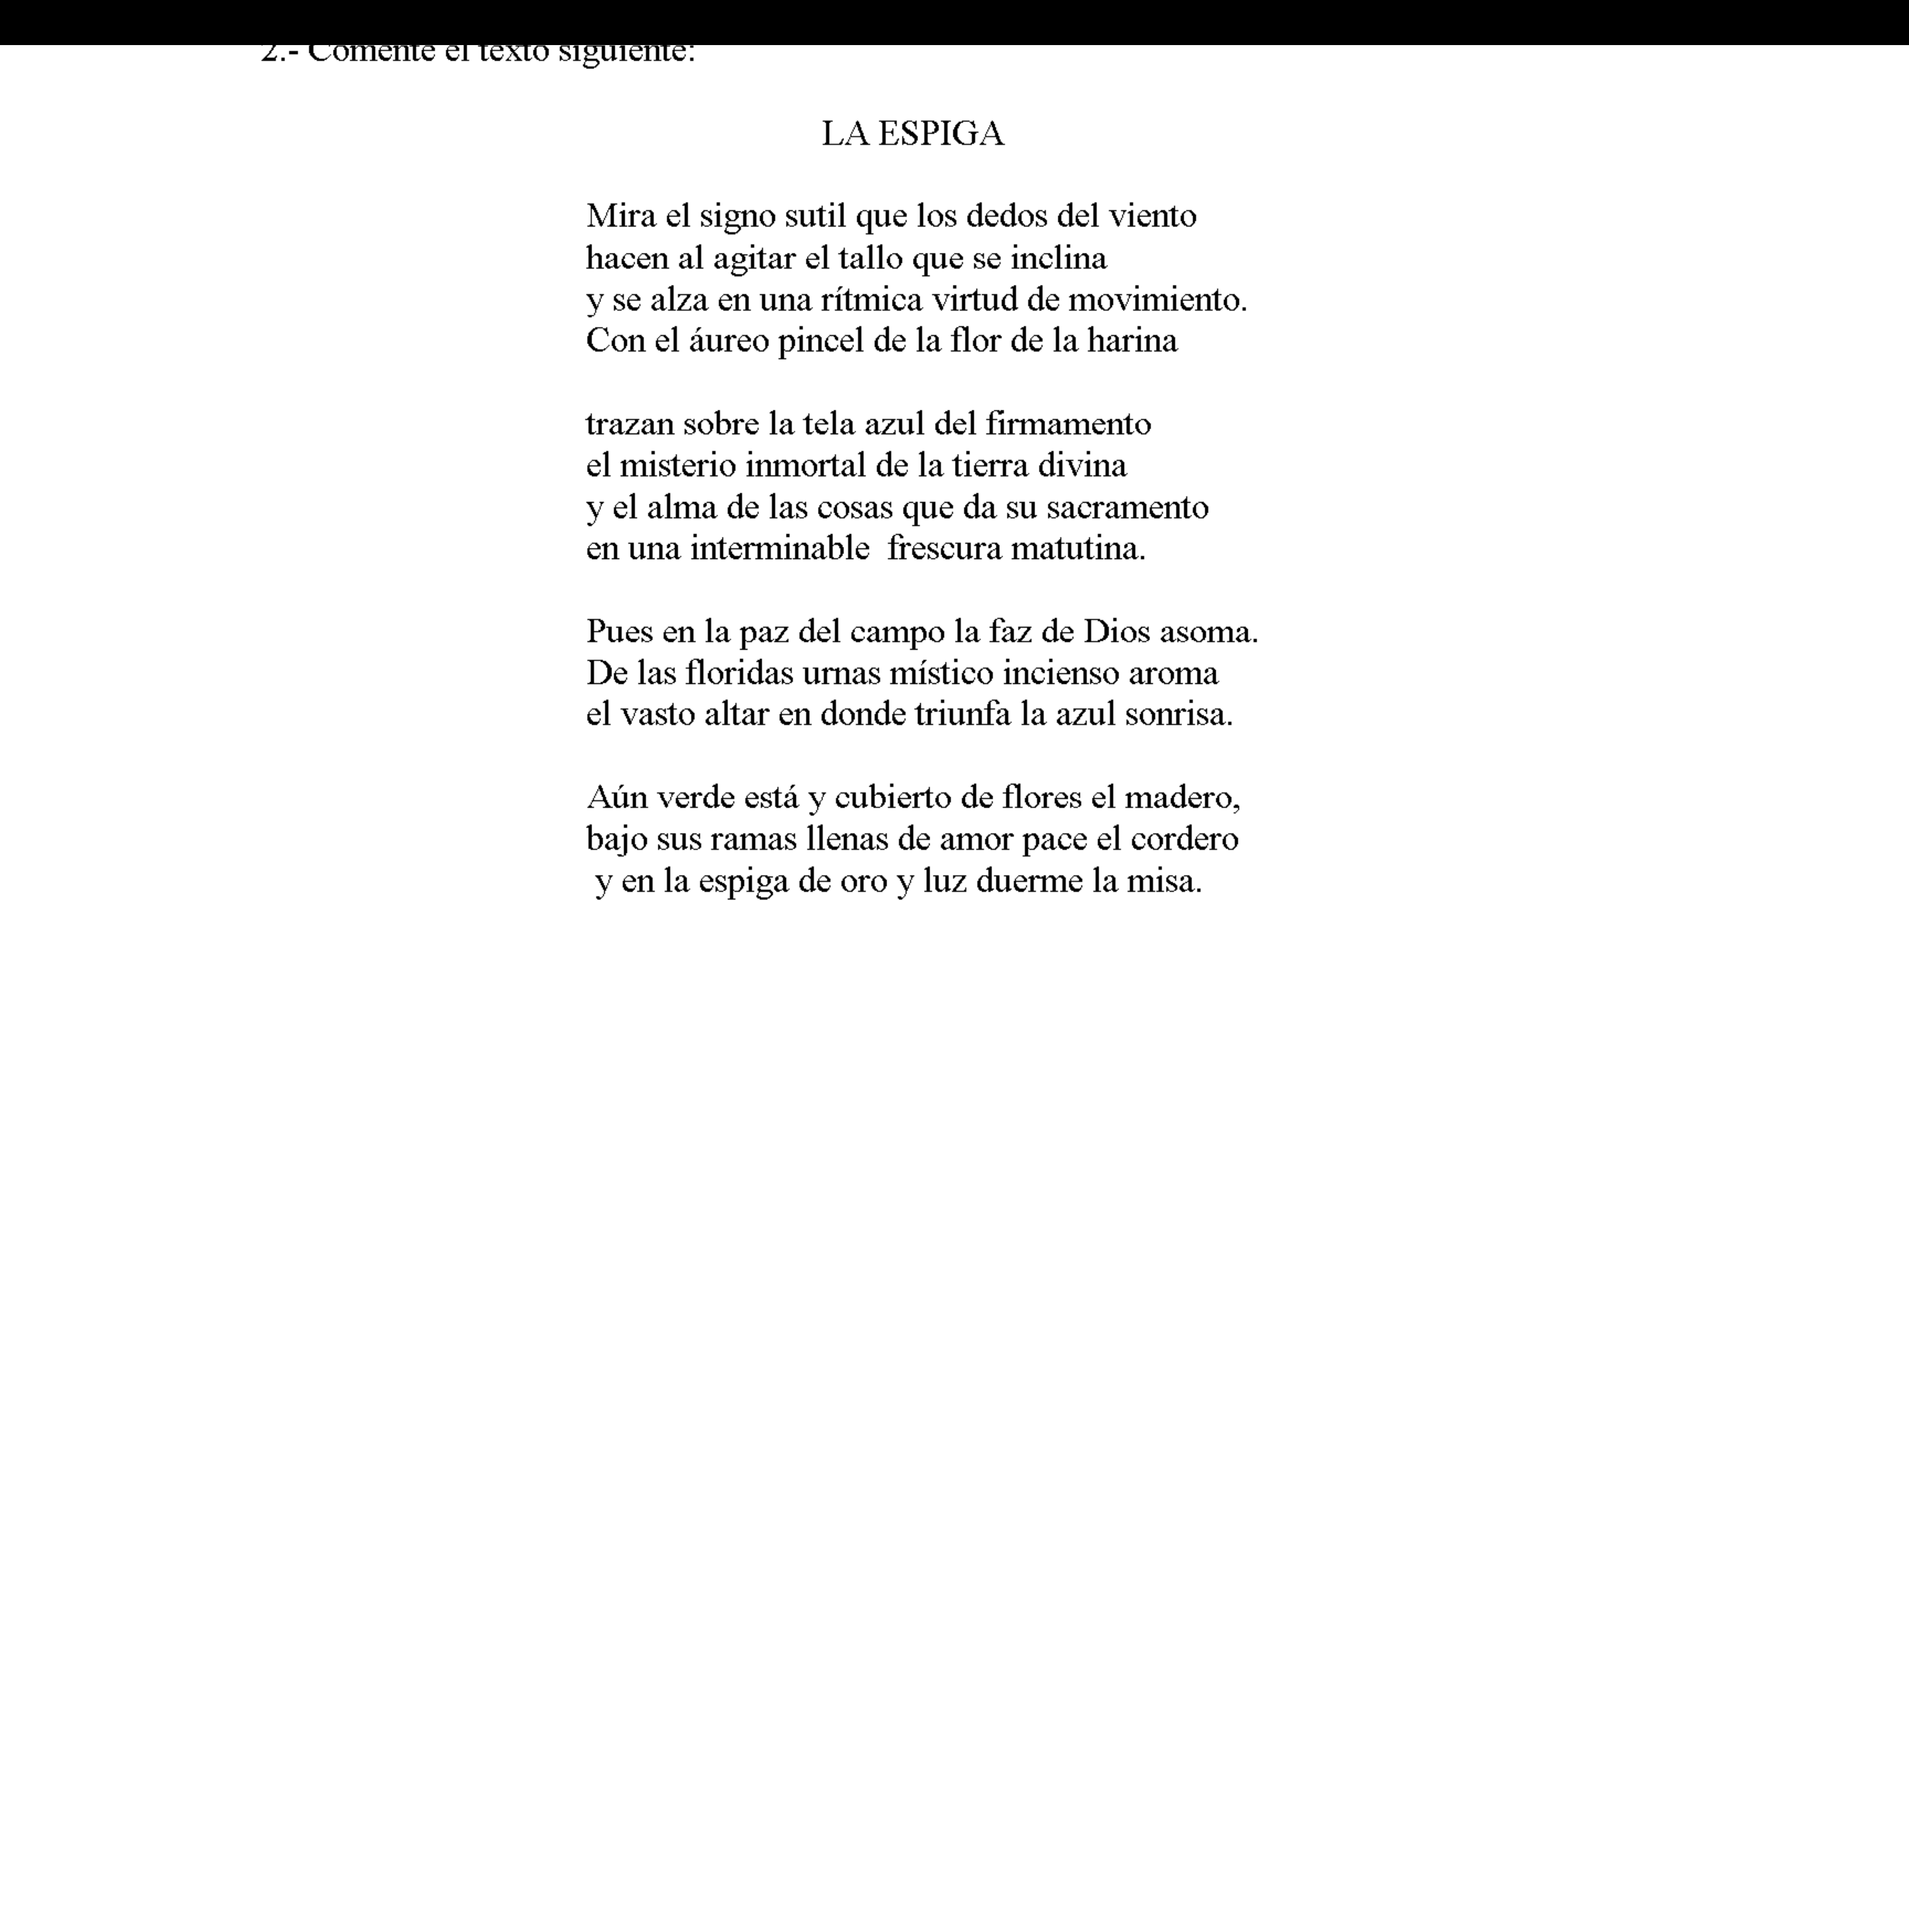 2.- Comente el texto siguiente:
LA ESPIGA
Mira el signo sutil que los dedos del viento
hacen al agitar el tallo que se inclina
y se alza en una rítmica virtud de movimiento.
Con el áureo pincel de la flor de la harina
trazan sobre la tela azul del firmamento
el misterio inmortal de la tierra divina
y el alma de las cosas que da su sacramento
en una interminable  frescura matutina.
Pues en la paz del campo la faz de Dios asoma.
De las floridas urnas místico incienso aroma
el vasto altar en donde triunfa la azul sonrisa.
Aún verde está y cubierto de flores el madero,
bajo sus ramas llenas de amor pace el cordero
y en la espiga de oro y luz duerme la misa.